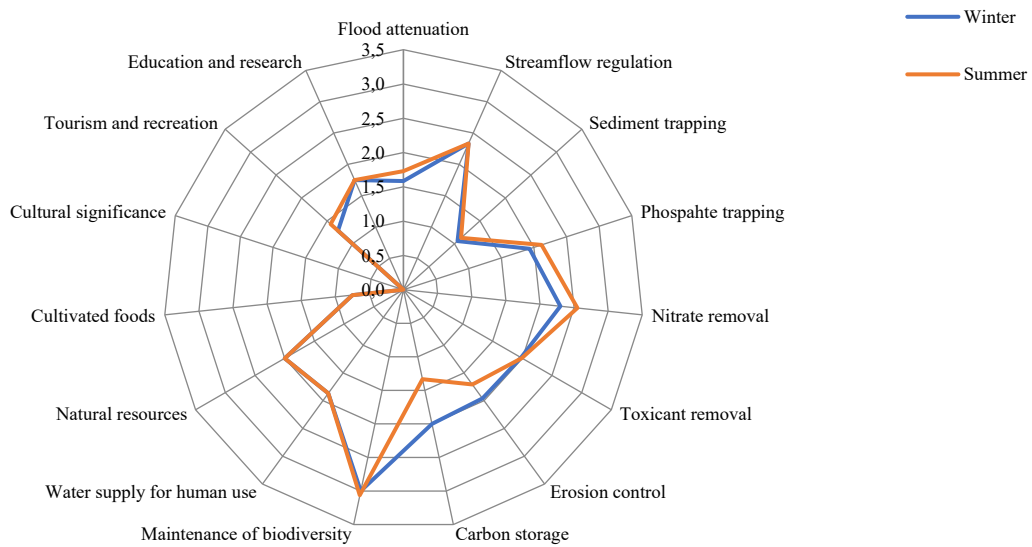 Winter
Summer
Flood attenuation
Streamflow regulation
Sediment trapping
Phospahte trapping
Nitrate removal
Toxicant removal
Erosion control
Carbon storage
Maintenance of biodiversity
Water supply for human use
Natural resources
Cultivated foods
Cultural significance
Tourism and recreation
Education and research
3,5
3,0
2,5
2,0
1,5
1,0
0,5
0,0